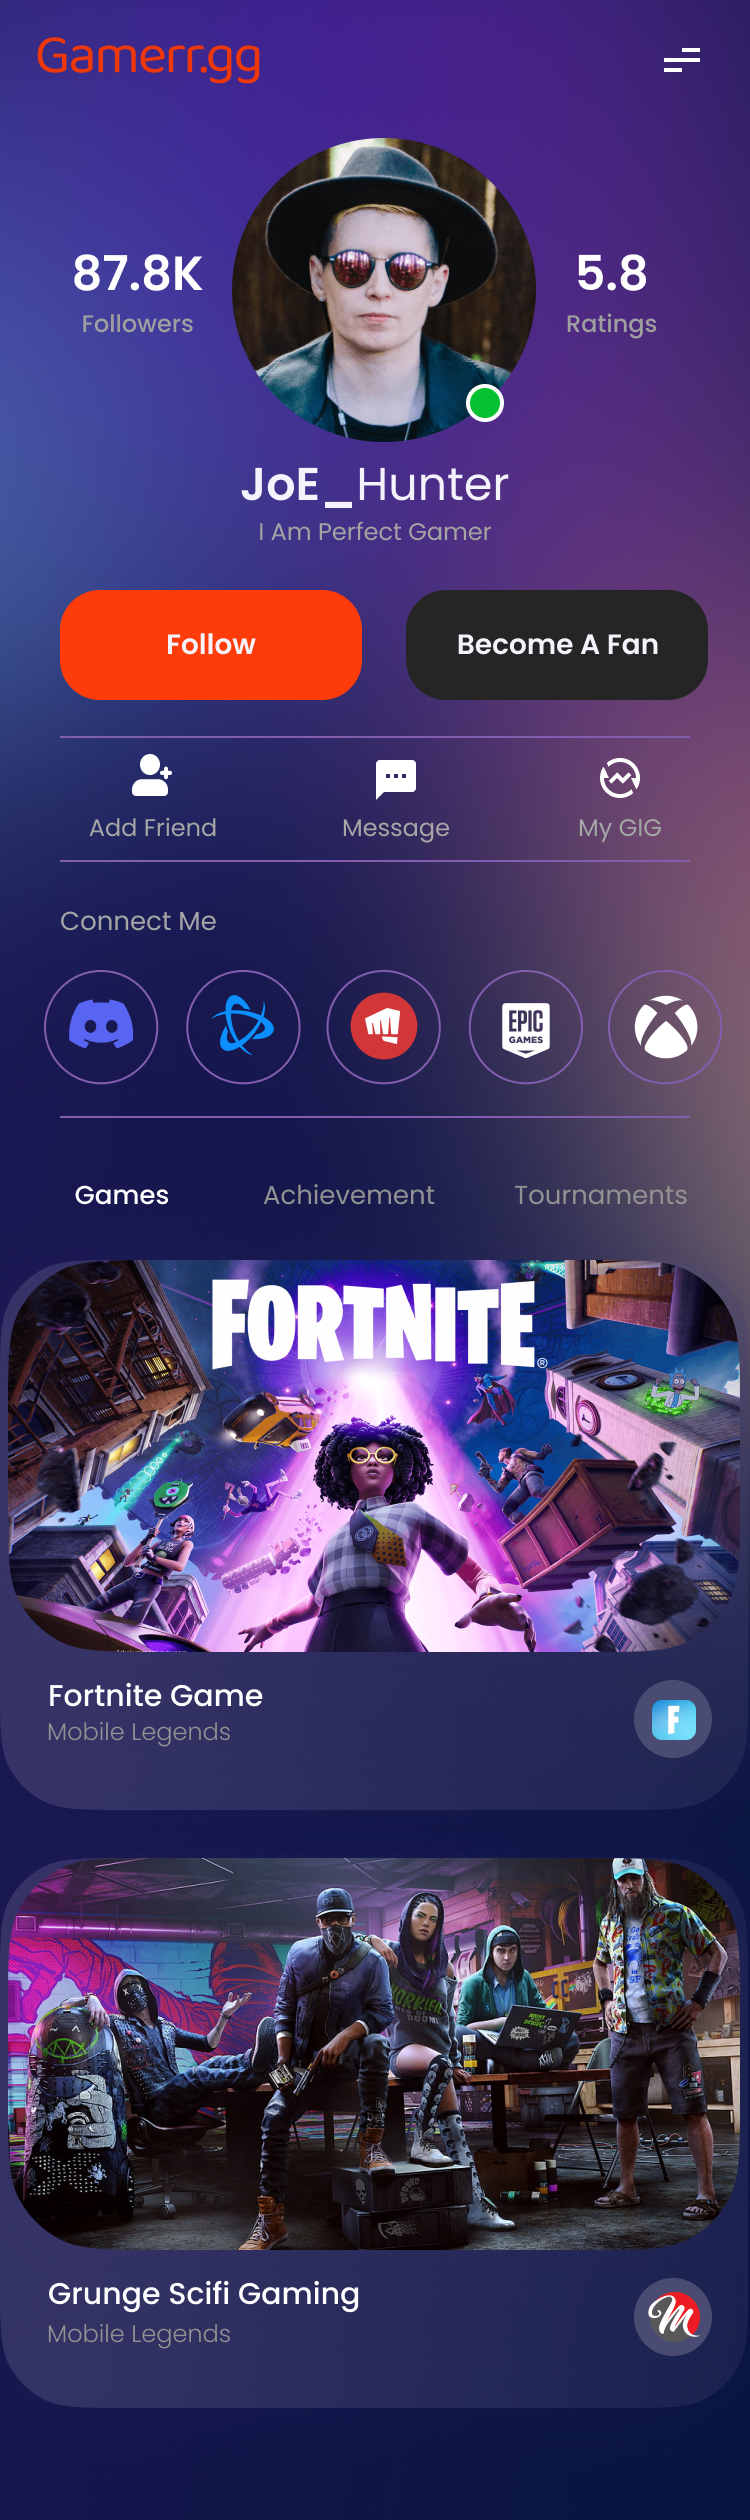 Gamerr.gg
87.8K
Followers
5.8
Ratings
JoE_Hunter
I Am Perfect Gamer
Follow
Become A Fan
Add Friend
Message
My GIG
Connect Me
EPIC
GAMES
Games
Achievement
Tournaments
FORTNITE®
Fortnite Game
Mobile Legends
F
Grunge Scifi Gaming
Mobile Legends
M